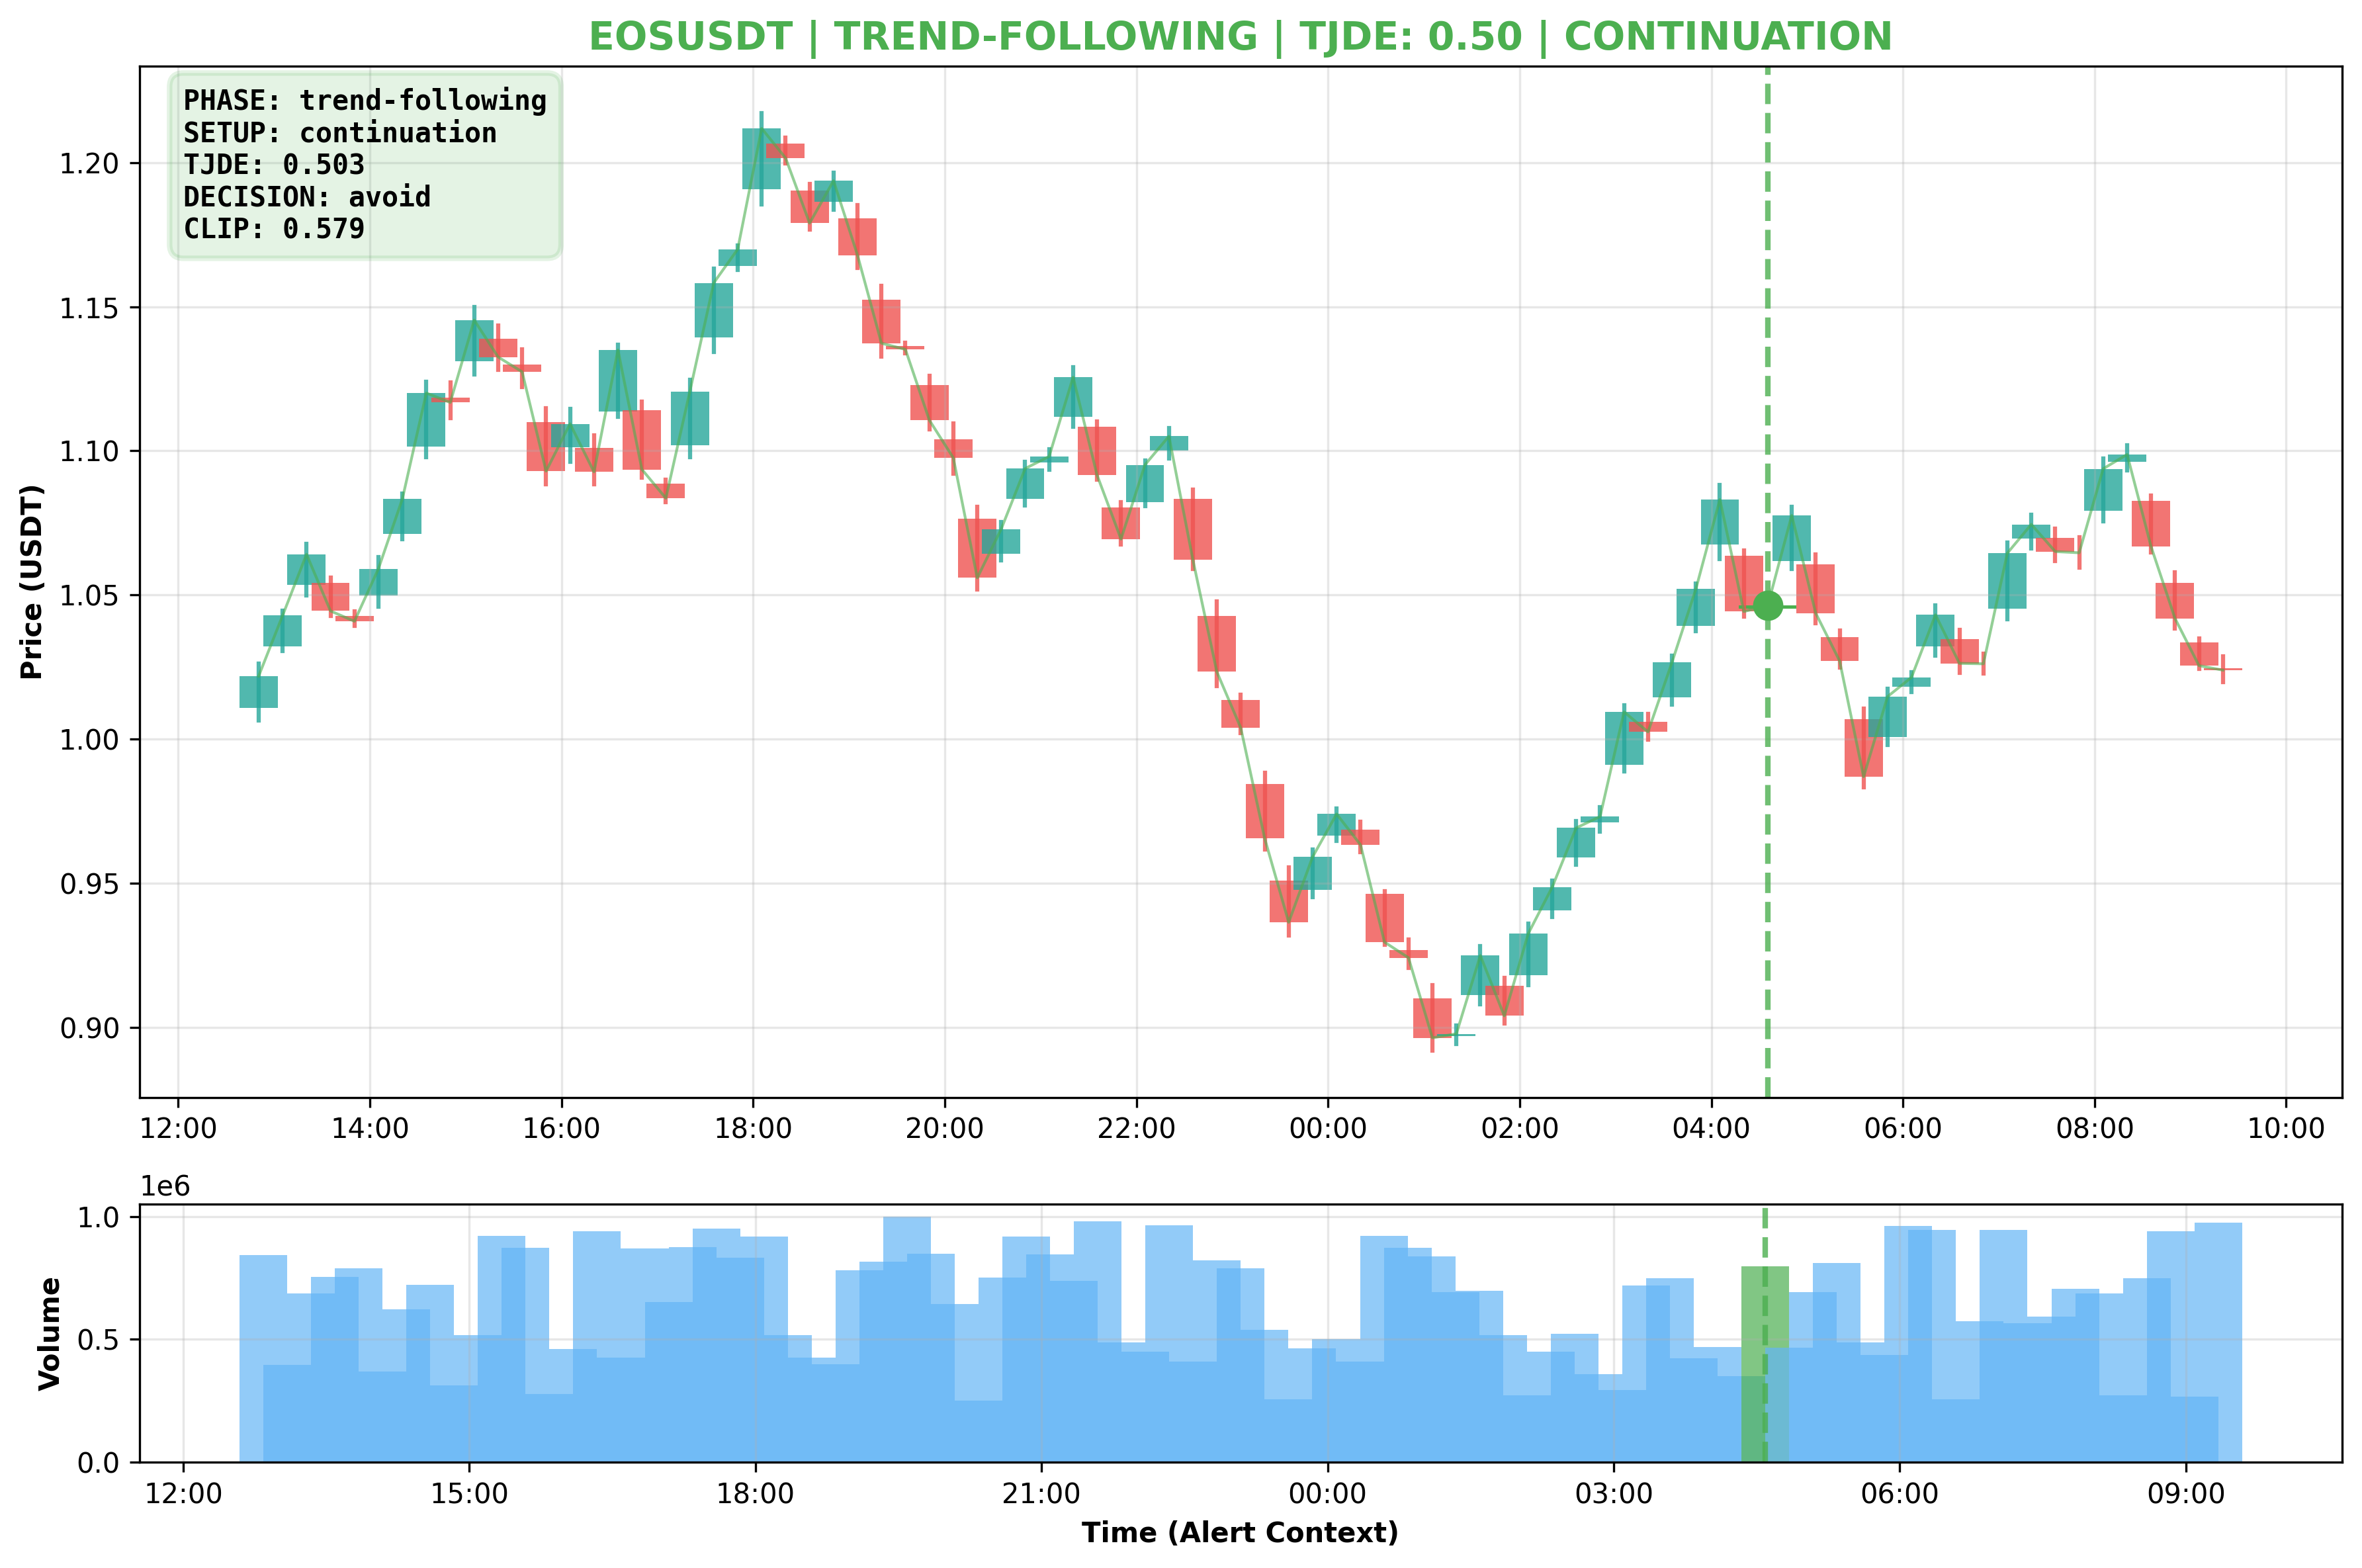 EOSUSDT | TREND-FOLLOWING | TJDE: 0.50 | CONTINUATION
PHASE: trend-following
SETUP: continuation
TJDE: 0.503
DECISION: avoid
CLIP: 0.579
Price (USDT)
1.20
1.15
1.10
1.05
1.00
0.95
0.90
12:00 14:00 16:00 18:00 20:00 22:00 00:00 02:00 04:00 06:00 08:00 10:00
1e6
Volume
1.0
0.5
0.0
12:00 15:00 18:00 21:00 00:00 03:00 06:00 09:00
Time (Alert Context)